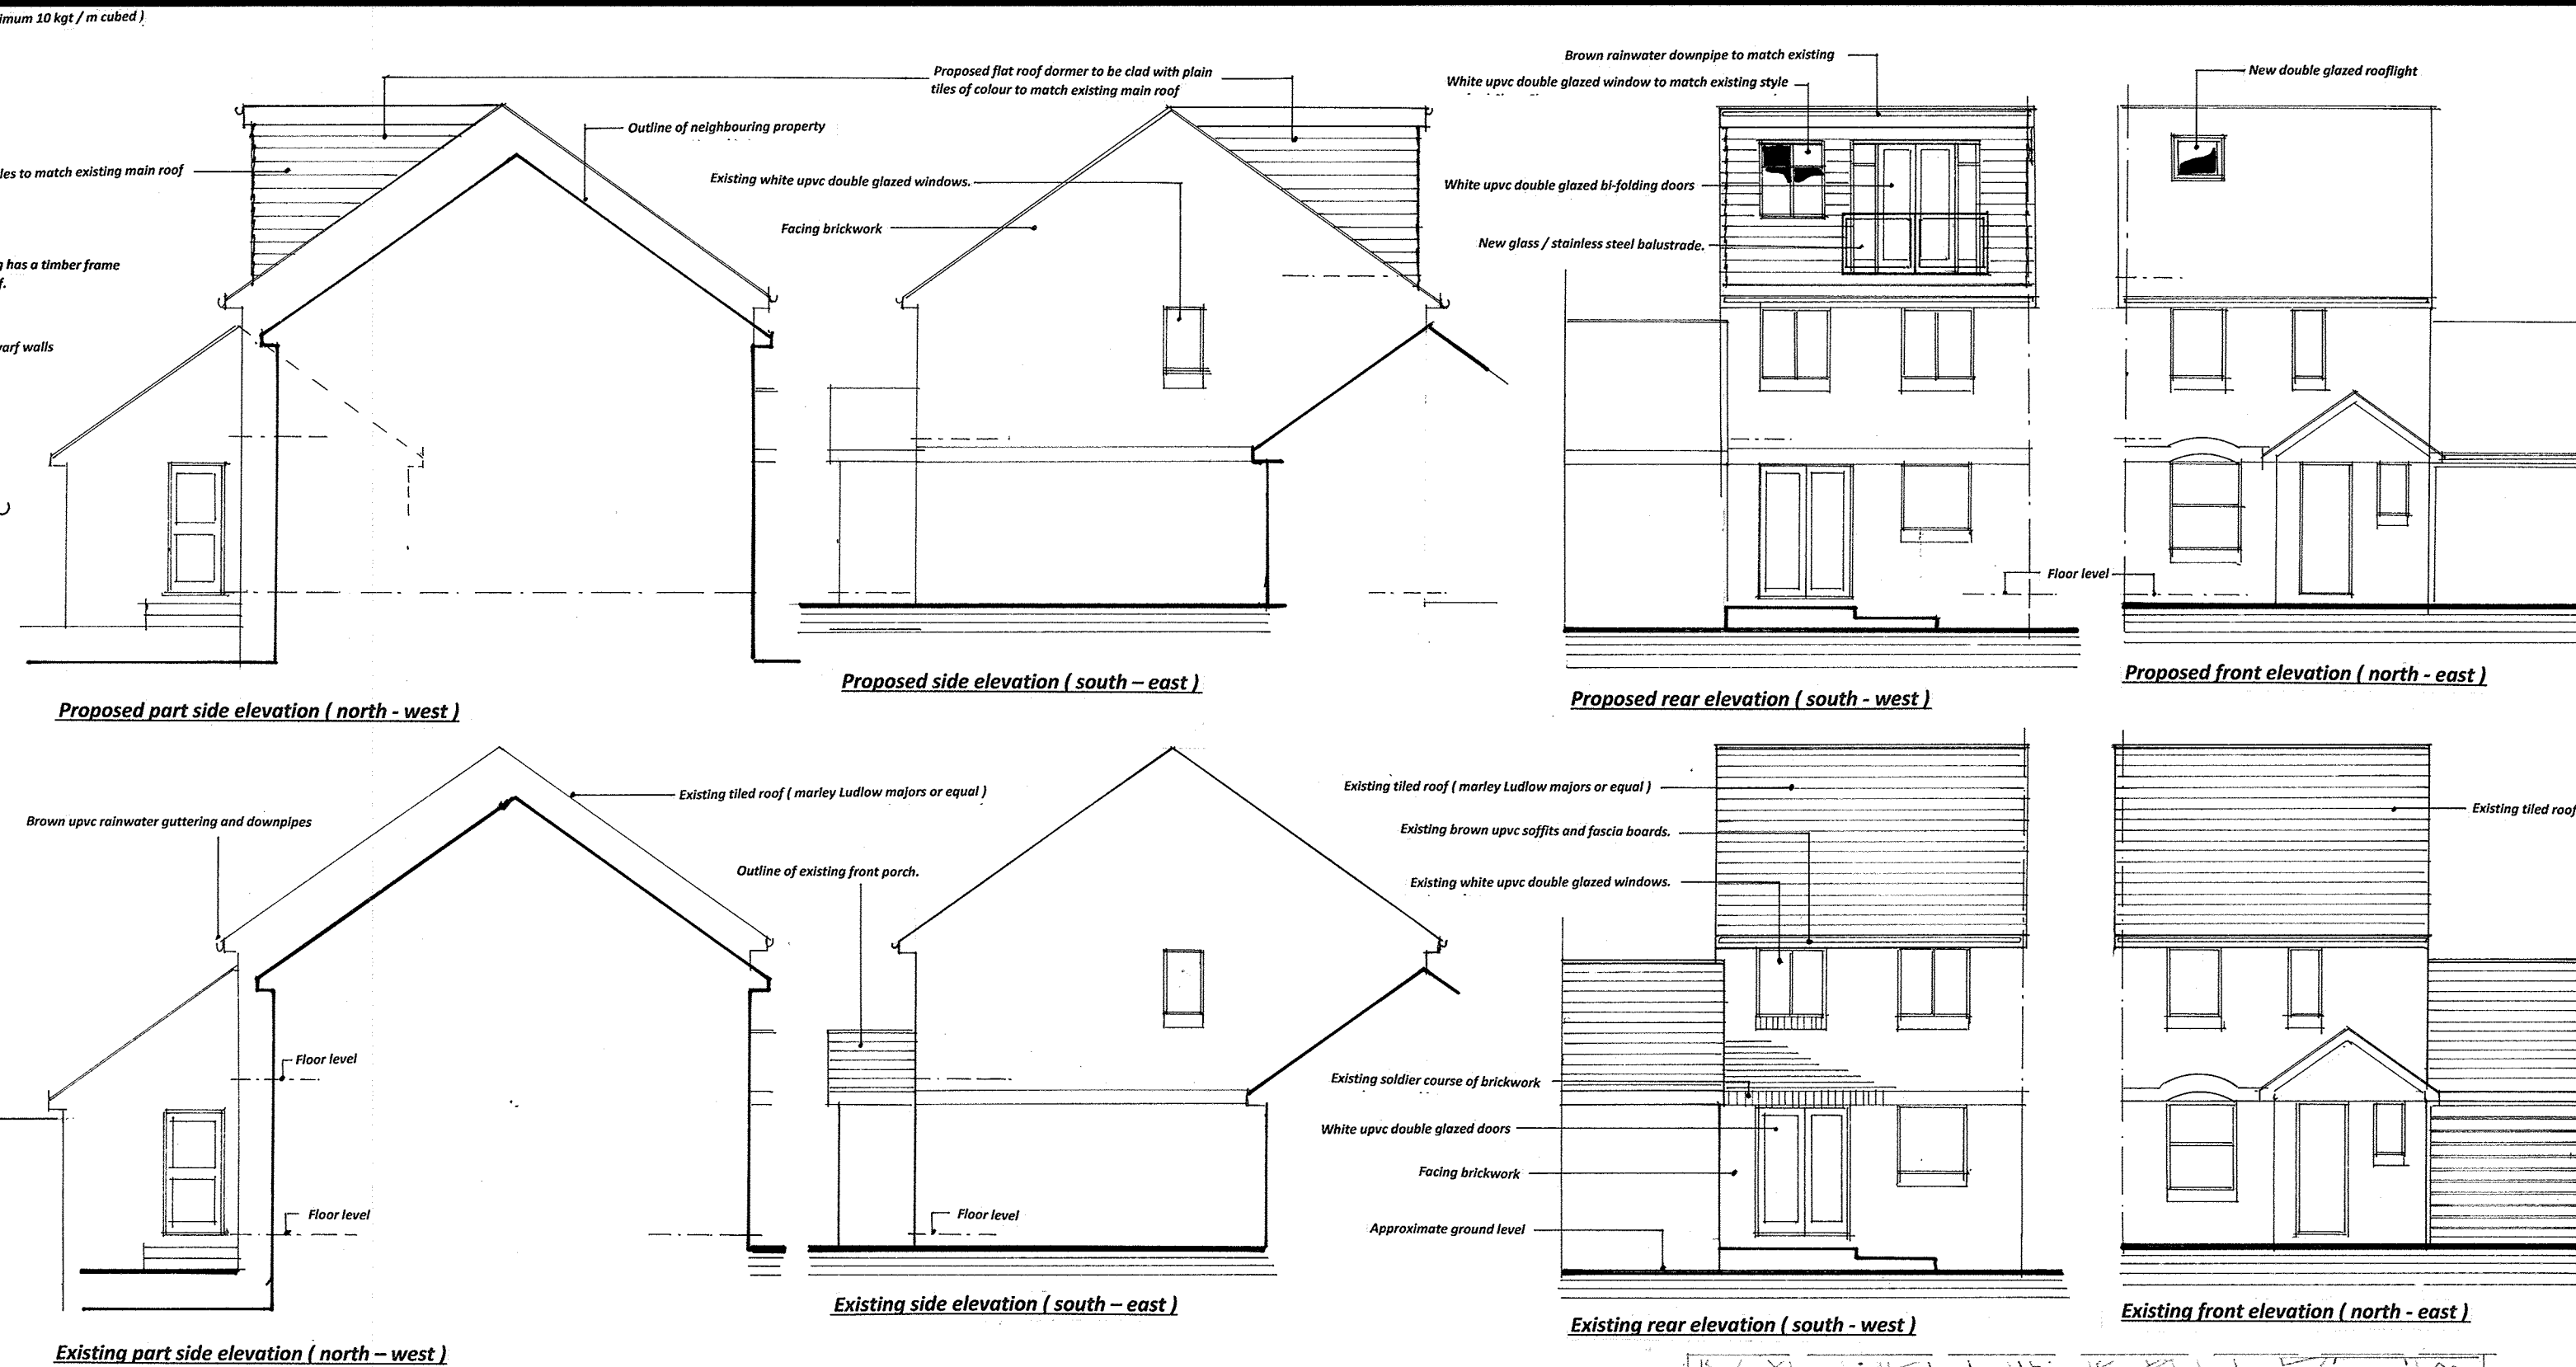 imum 10 kgt / m cubed )
Proposed flat roof dormer to be clad with plain
tiles of colour to match existing main roof
Outline of neighbouring property
les to match existing main roof
Existing white upvc double glazed windows.
Facing brickwork
g has a timber frame
f.
varf walls
Proposed part side elevation ( north - west )
Proposed side elevation ( south – east )
Brown rainwater downpipe to match existing
White upvc double glazed window to match existing style
White upvc double glazed bi-folding doors
New glass / stainless steel balustrade.
New double glazed rooflight
Floor level
Proposed rear elevation ( south - west )
Proposed front elevation ( north - east )
Existing tiled roof ( marley Ludlow majors or equal )
Brown upvc rainwater guttering and downpipes
Outline of existing front porch.
Floor level
Floor level
Floor level
Existing part side elevation ( north – west )
Existing side elevation ( south – east )
Existing tiled roof ( marley Ludlow majors or equal )
Existing brown upvc soffits and fascia boards.
Existing white upvc double glazed windows.
Existing soldier course of brickwork
White upvc double glazed doors
Facing brickwork
Approximate ground level
Existing tiled roof
Existing rear elevation ( south - west )
Existing front elevation ( north - east )